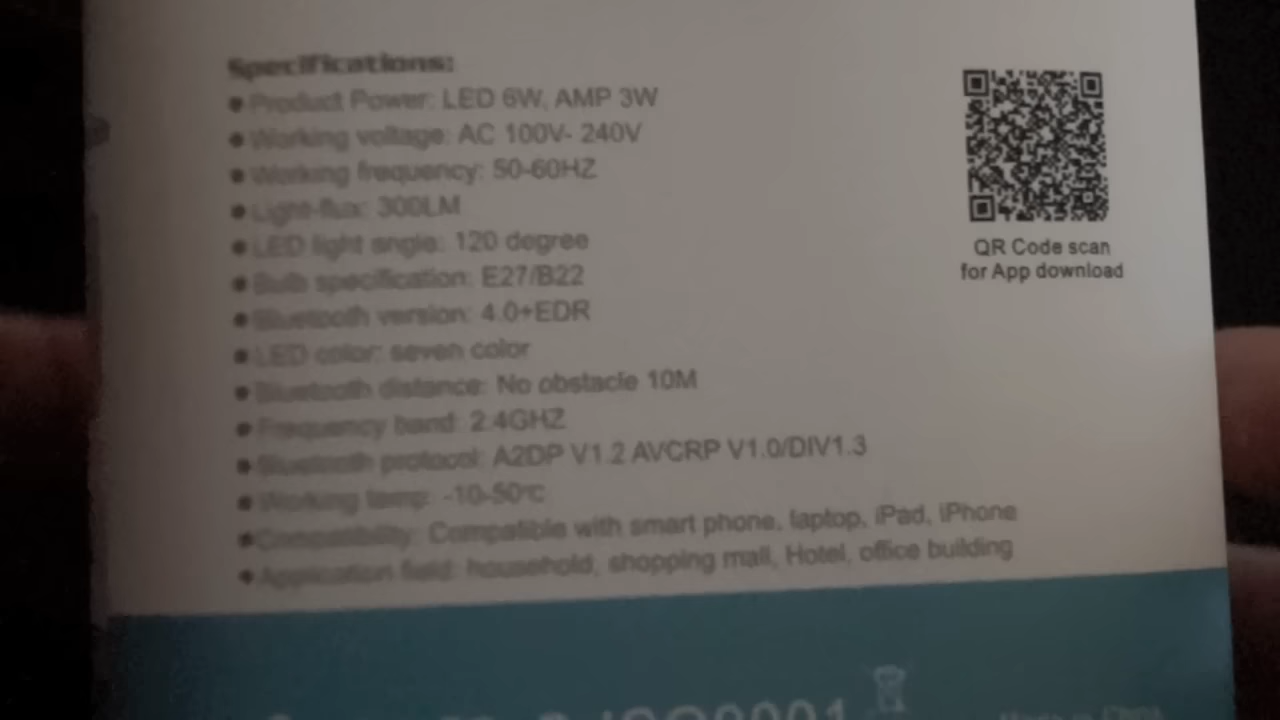 Specifications:
● Product Power: LED 6W, AMP 3W
● Working voltage: AC 100V- 240V
● Working frequency: 50-60HZ
● Light-flux: 300LM
● LED light angle: 120 degree
● Bulb specification: E27/B22
● Bluetooth version: 4.0+EDR
● LED color: seven color
● Bluetooth distance: No obstacle 10M
● Frequency band: 2.4GHZ
● Bluetooth protocol: A2DP V1.2 AVCRP V1.0/DIV1.3
● Working temp: -10-50℃
● Compatibility: Compatible with smart phone, laptop, iPad, iPhone
● Application field: household, shopping mall, Hotel, office building
QR Code scan
for App download
ISO9001